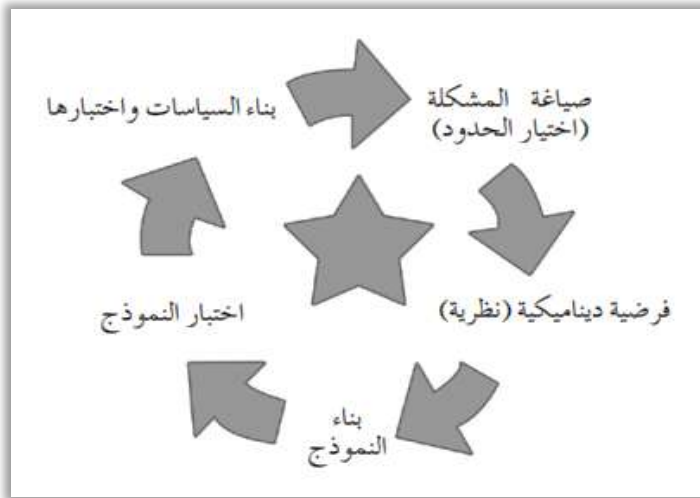 صياغة المشكلة
(اختيار الحدود)
فرضية ديناميكية (نظرية)
بناء
النموذج
اختبار النموذج
بناء السياسات واختبارها